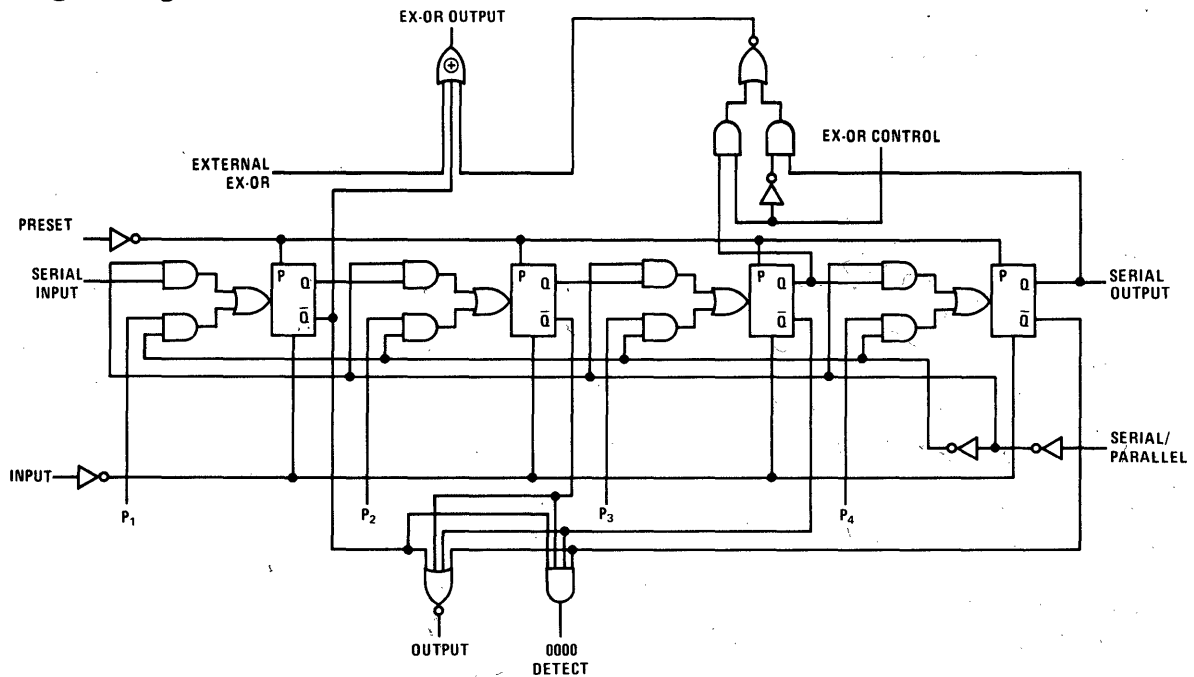 EX-OR OUTPUT
EX-OR CONTROL
EXTERNAL
EX-OR
PRESET
SERIAL
INPUT
P Q
Q
P Q
Q
P Q
Q
P Q
Q
SERIAL
OUTPUT
SERIAL/
PARALLEL
INPUT
P1
P2
P3
P4
OUTPUT
0000
DETECT